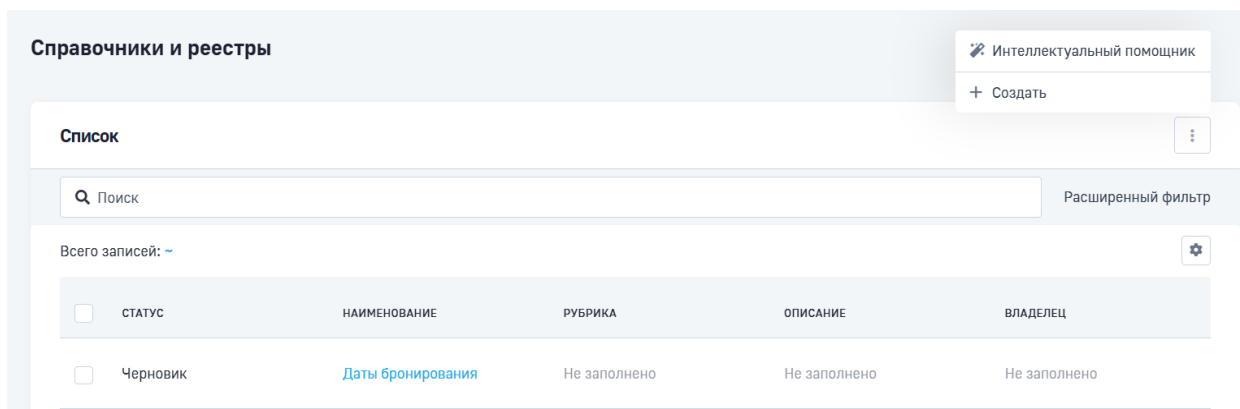 Справочники и реестры
Интеллектуальный помощник
Создать
Список
Поиск
Расширенный фильтр
Всего записей: ~
СТАТУС НАИМЕНОВАНИЕ РУБРИКА ОПИСАНИЕ ВЛАДЕЛЕЦ
Черновик Даты бронирования Не заполнено Не заполнено Не заполнено